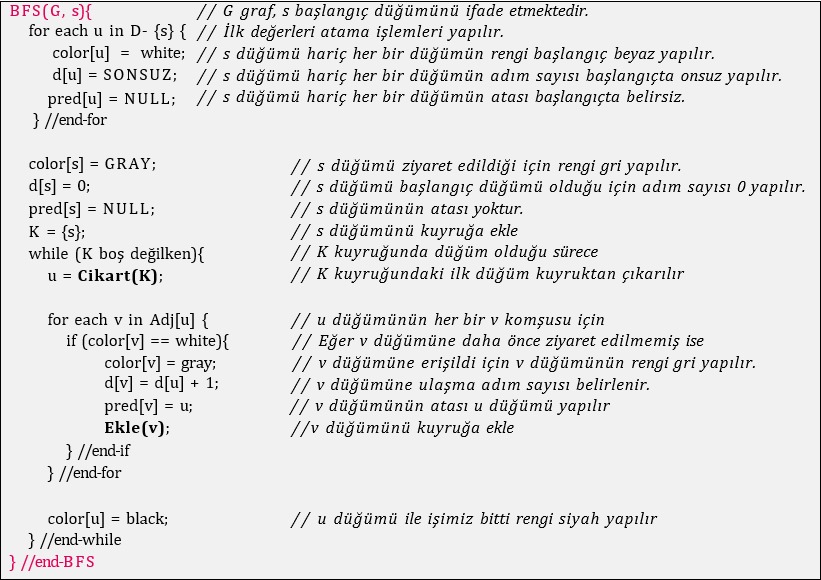 BFS(G, s){ // G graf, s başlangıç düğümünü ifade etmektedir.
for each u in D- {s} { // İlk değerleri atama işlemleri yapılır.
color[u] = white; // s düğümü hariç her bir düğümün rengi başlangıç beyaz yapılır.
d[u] = SONSUZ; // s düğümü hariç her bir düğümün adım sayısı başlangıçta onsuz yapılır.
pred[u] = NULL; // s düğümü hariç her bir düğümün atası başlangıçta belirsiz.
} //end-for
color[s] = GRAY; // s düğümü ziyaret edildiği için rengi gri yapılır.
d[s] = 0; // s düğümü başlangıç düğümü olduğu için adım sayısı 0 yapılır.
pred[s] = NULL; // s düğümünün atası yoktur.
K = {s}; // s düğümünü kuyruğa ekle
while (K boş değilken){ // K kuyruğunda düğüm olduğu sürece
u = Cikart(K); // K kuyruğundaki ilk düğüm kuyruktan çıkarılır
for each v in Adj[u] { // u düğümünün her bir v komşusu için
if (color[v] == white){ // Eğer v düğümüne daha önce ziyaret edilmemiş ise
color[v] = gray; // v düğümüne erişildi için v düğümünün rengi gri yapılır.
d[v] = d[u] + 1; // v düğümüne ulaşma adım sayısı belirlenir.
pred[v] = u; // v düğümünün atası u düğümü yapılır
Ekle(v); //v düğümünü kuyruğa ekle
} //end-if
} //end-for
color[u] = black; // u düğümü ile işimiz bitti rengi siyah yapılır
} //end-while
} //end-BFS